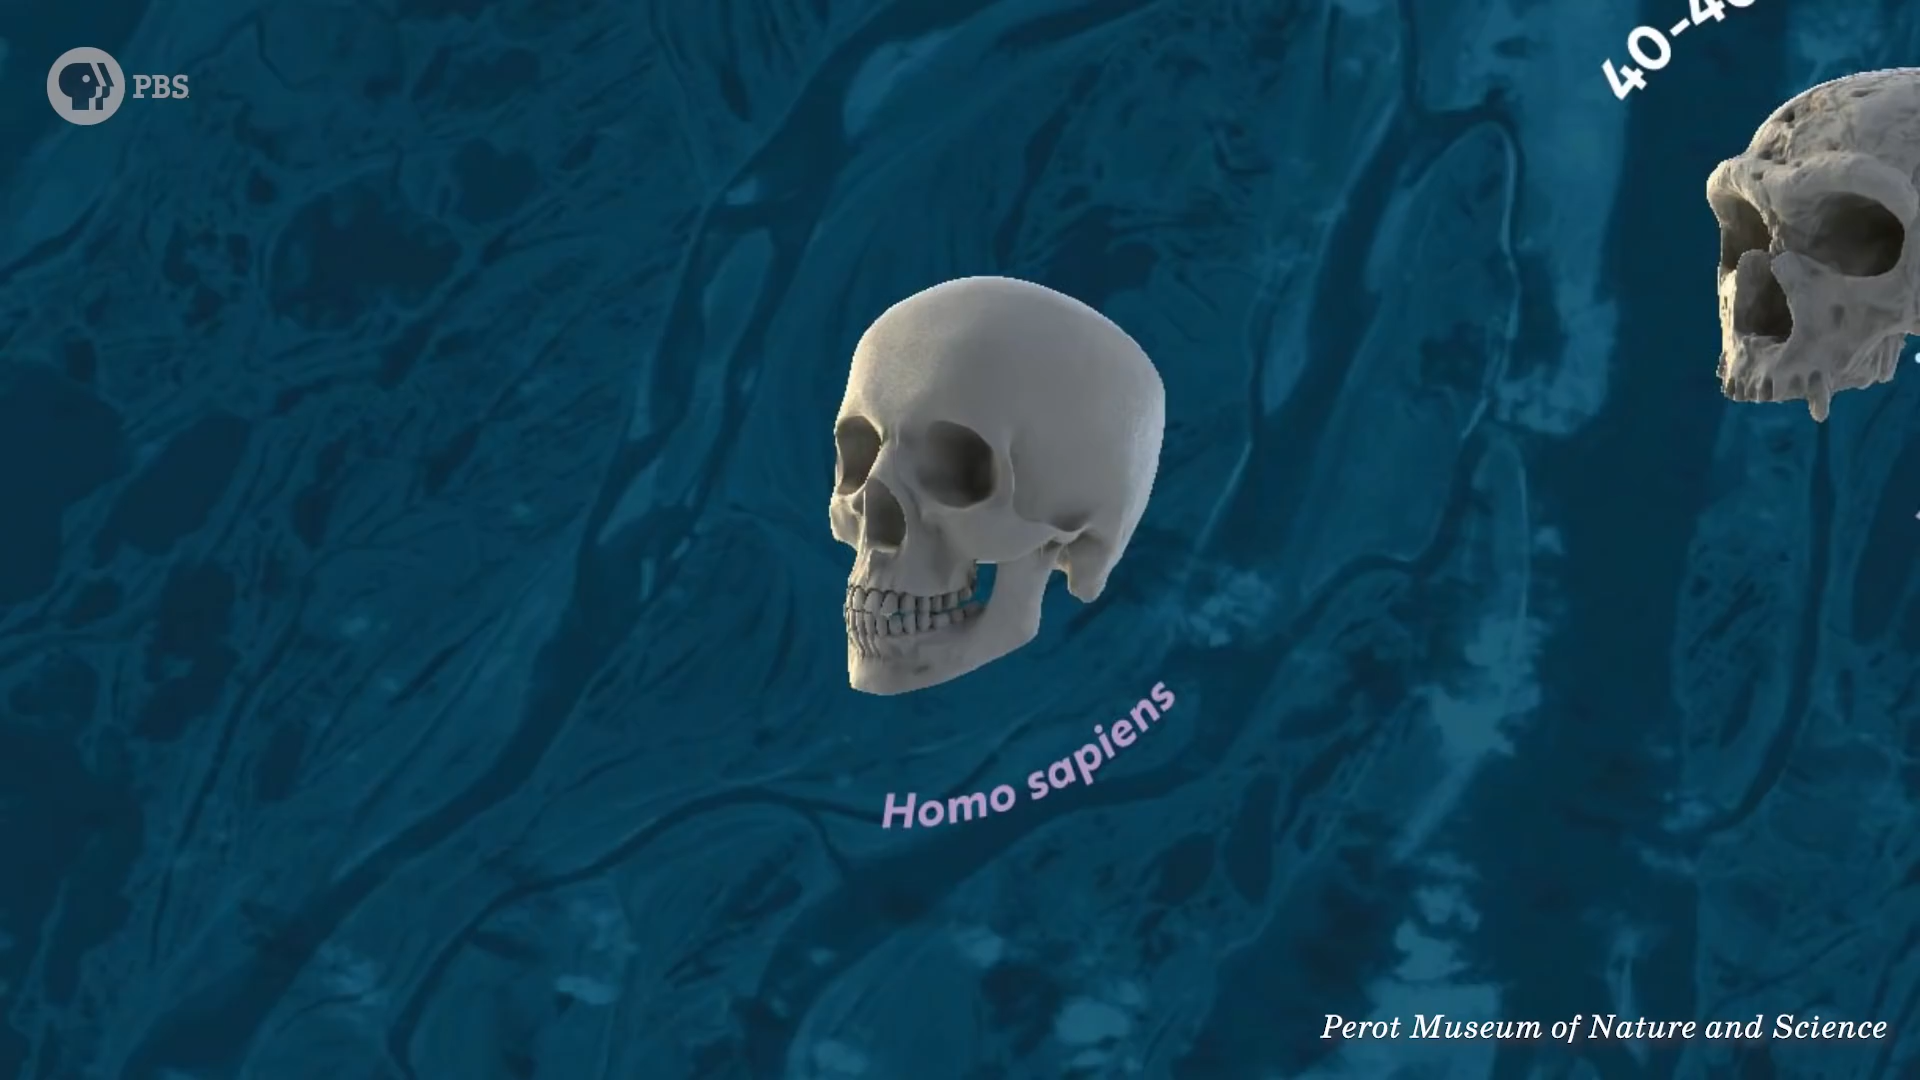 PBS
Homo sapiens
Perot Museum of Nature and Science